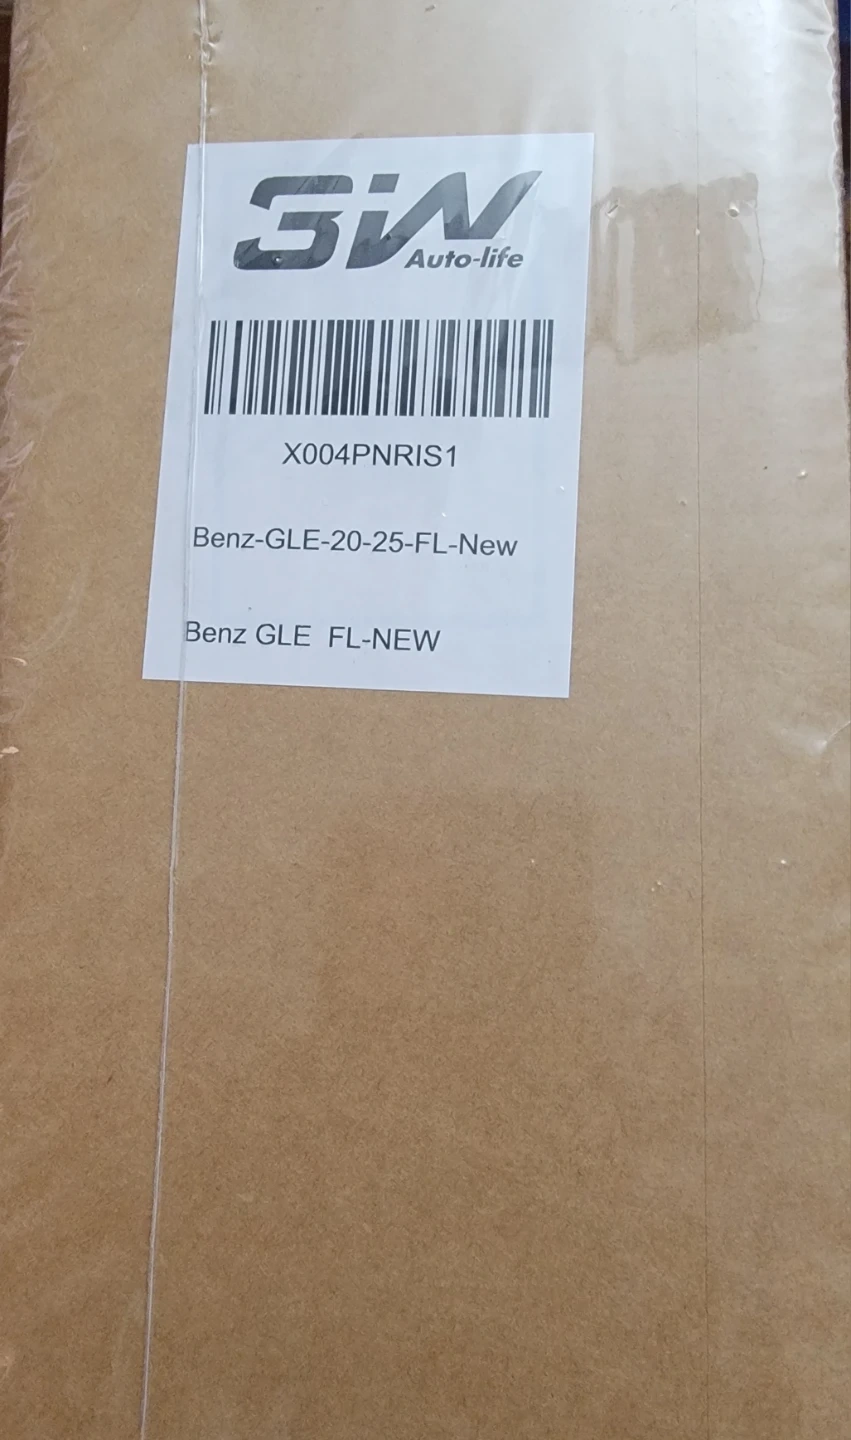 3W
Auto-life
X004PNRIS1
Benz-GLE-20-25-FL-New
Benz GLE FL-NEW